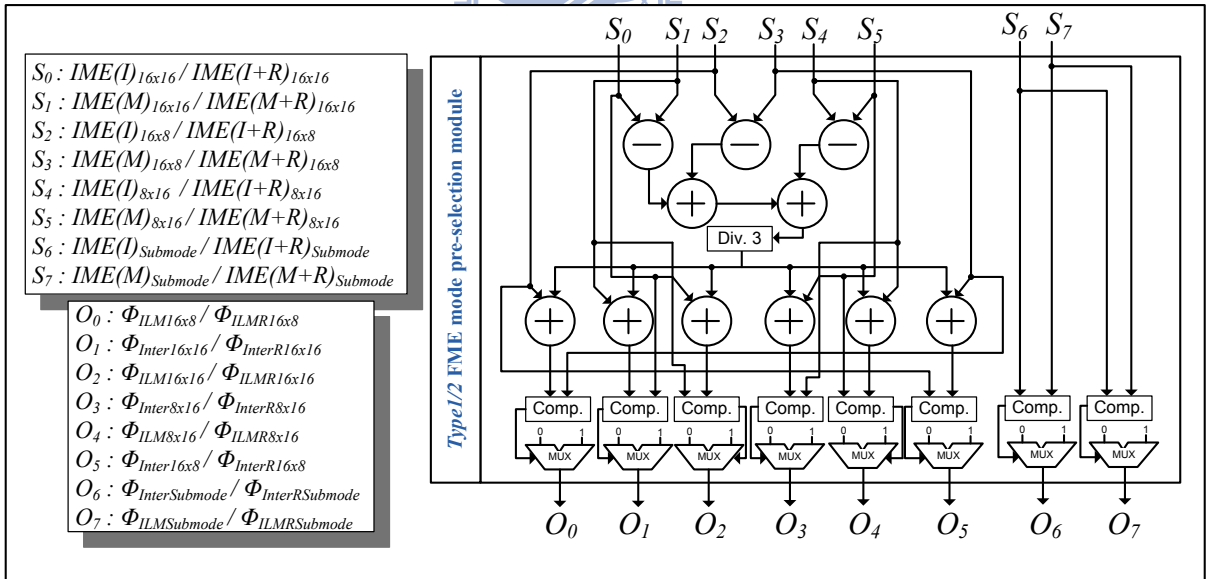 S0 : IME(I)16x16 / IME(I+R)16x16
S1 : IME(M)16x16 / IME(M+R)16x16
S2 : IME(I)16x8 / IME(I+R)16x8
S3 : IME(M)16x8 / IME(M+R)16x8
S4 : IME(I)8x16 / IME(I+R)8x16
S5 : IME(M)8x16 / IME(M+R)8x16
S6 : IME(I)Submode / IME(I+R)Submode
S7 : IME(M)Submode / IME(M+R)Submode
O0 : ΦILM16x8 / ΦILMR16x8
O1 : ΦInter16x16 / ΦInterR16x16
O2 : ΦILM16x16 / ΦILMR16x16
O3 : ΦInter8x16 / ΦInterR8x16
O4 : ΦILM8x16 / ΦILMR8x16
O5 : ΦInter16x8 / ΦInterR16x8
O6 : ΦInterSubmode / ΦInterRSubmode
O7 : ΦILMSubmode / ΦILMRSubmode
Type1/2 FME mode pre-selection module
S0 S1 S2 S3 S4 S5 S6 S7
− − −
+ +
Div. 3
+ + + + + +
Comp. Comp. Comp. Comp. Comp. Comp. Comp. Comp.
0 1 0 1 0 1 0 1 0 1 0 1 0 1 0 1
MUX MUX MUX MUX MUX MUX MUX MUX
O0 O1 O2 O3 O4 O5 O6 O7